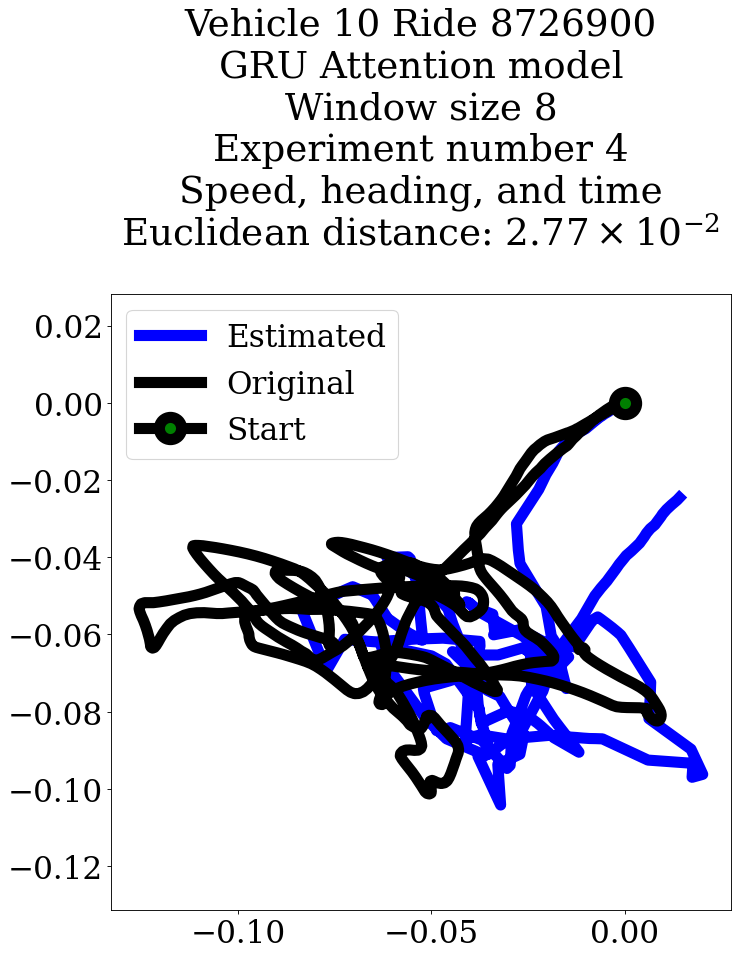 Vehicle 10 Ride 8726900
GRU Attention model
Window size 8
Experiment number 4
Speed, heading, and time
Euclidean distance: 2.77 × 10⁻²
Estimated
Original
Start
0.02
0.00
−0.02
−0.04
−0.06
−0.08
−0.10
−0.12
−0.10 −0.05 0.00